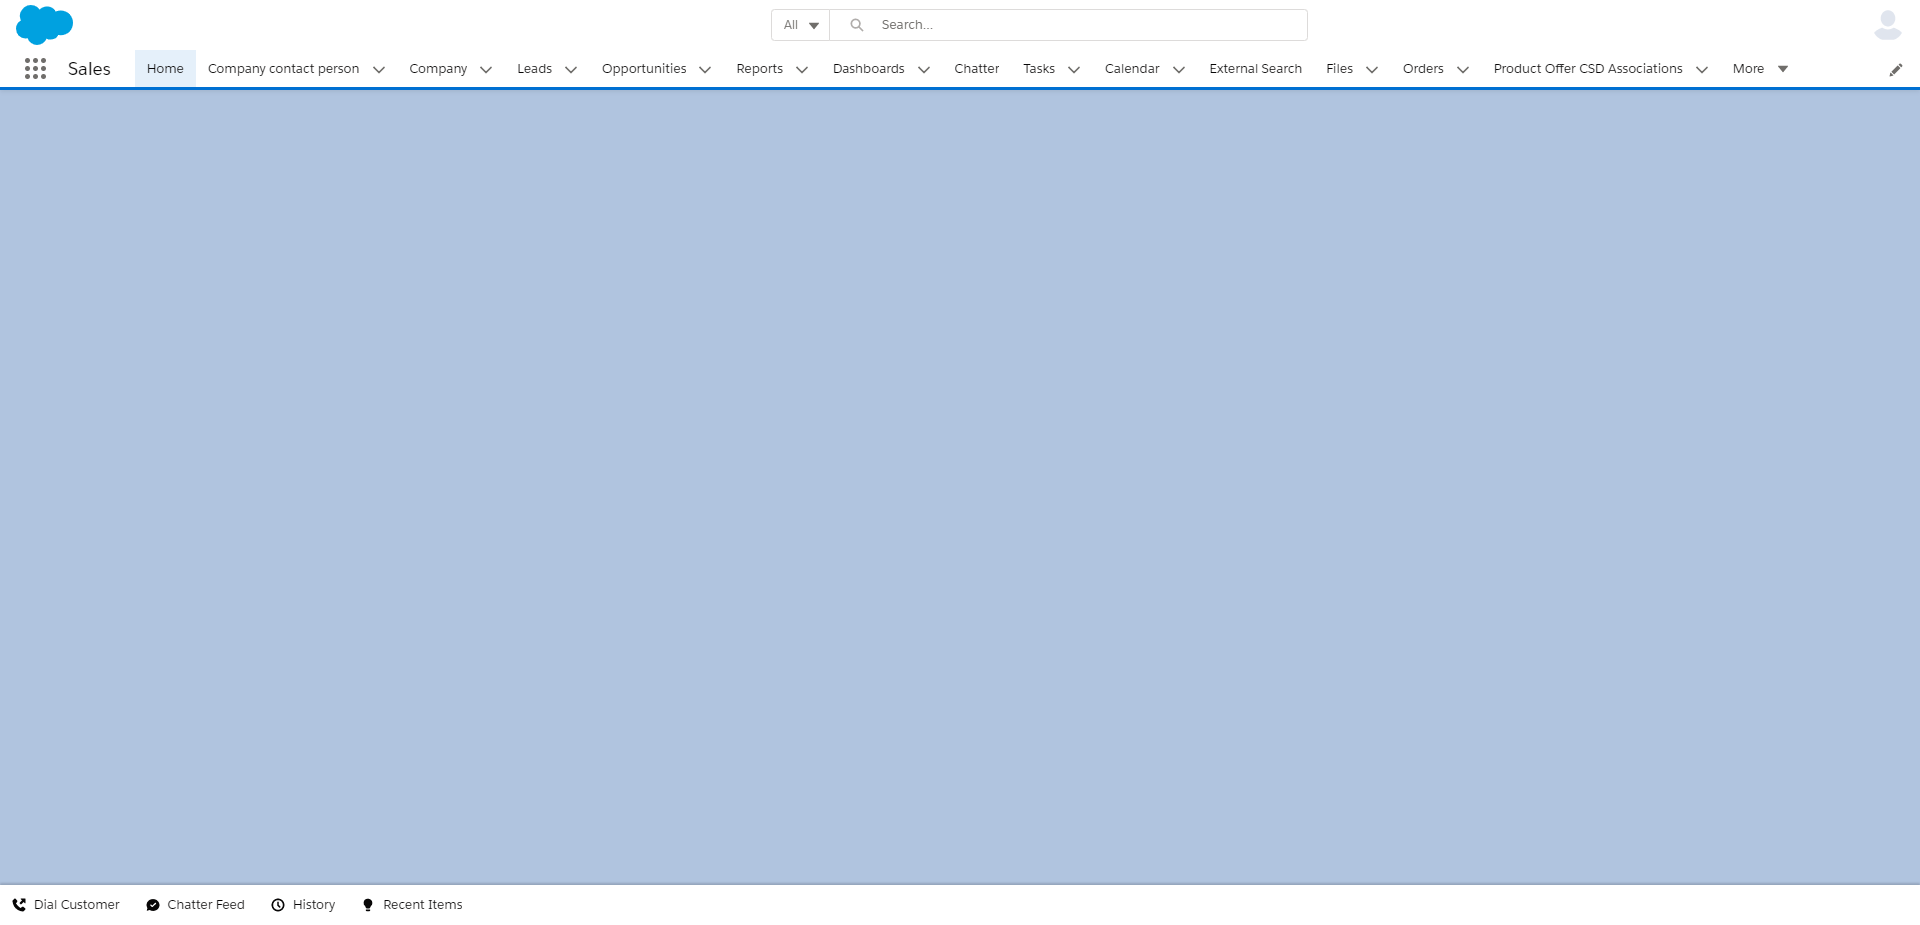 All Search...
Sales Home Company contact person Company Leads Opportunities Reports Dashboards Chatter Tasks Calendar External Search Files Orders Product Offer CSD Associations More
Dial Customer Chatter Feed History Recent Items